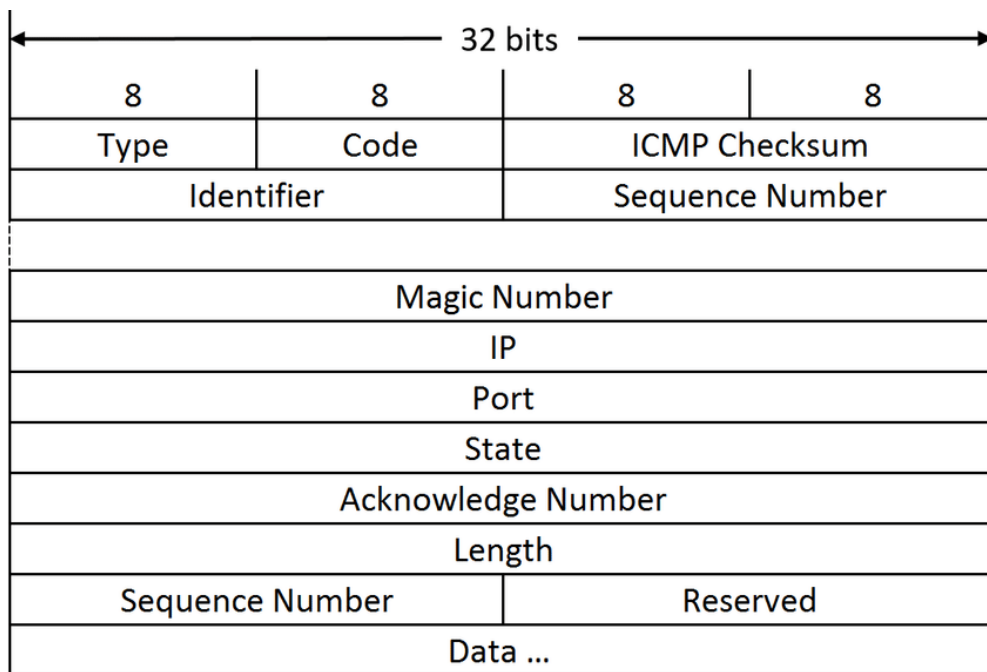 32 bits
8 8 8 8
Type Code ICMP Checksum
Identifier Sequence Number
Magic Number
IP
Port
State
Acknowledge Number
Length
Sequence Number Reserved
Data ...